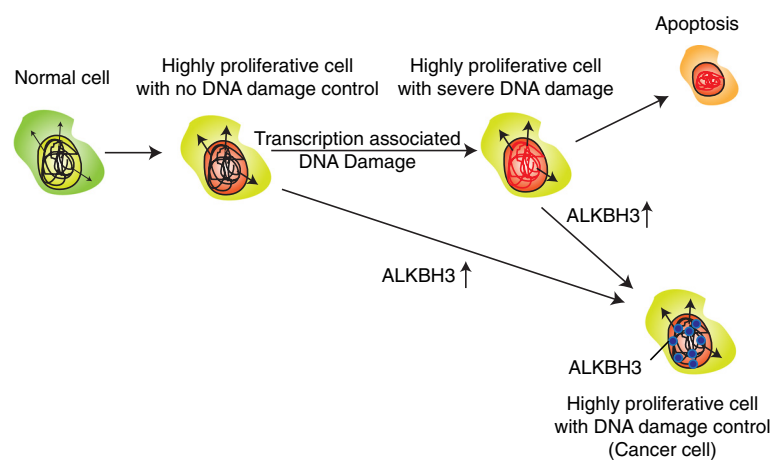 Apoptosis
Normal cell
Highly proliferative cell
with no DNA damage control
Highly proliferative cell
with severe DNA damage
Transcription associated
DNA Damage
ALKBH3
ALKBH3
ALKBH3
Highly proliferative cell
with DNA damage control
(Cancer cell)